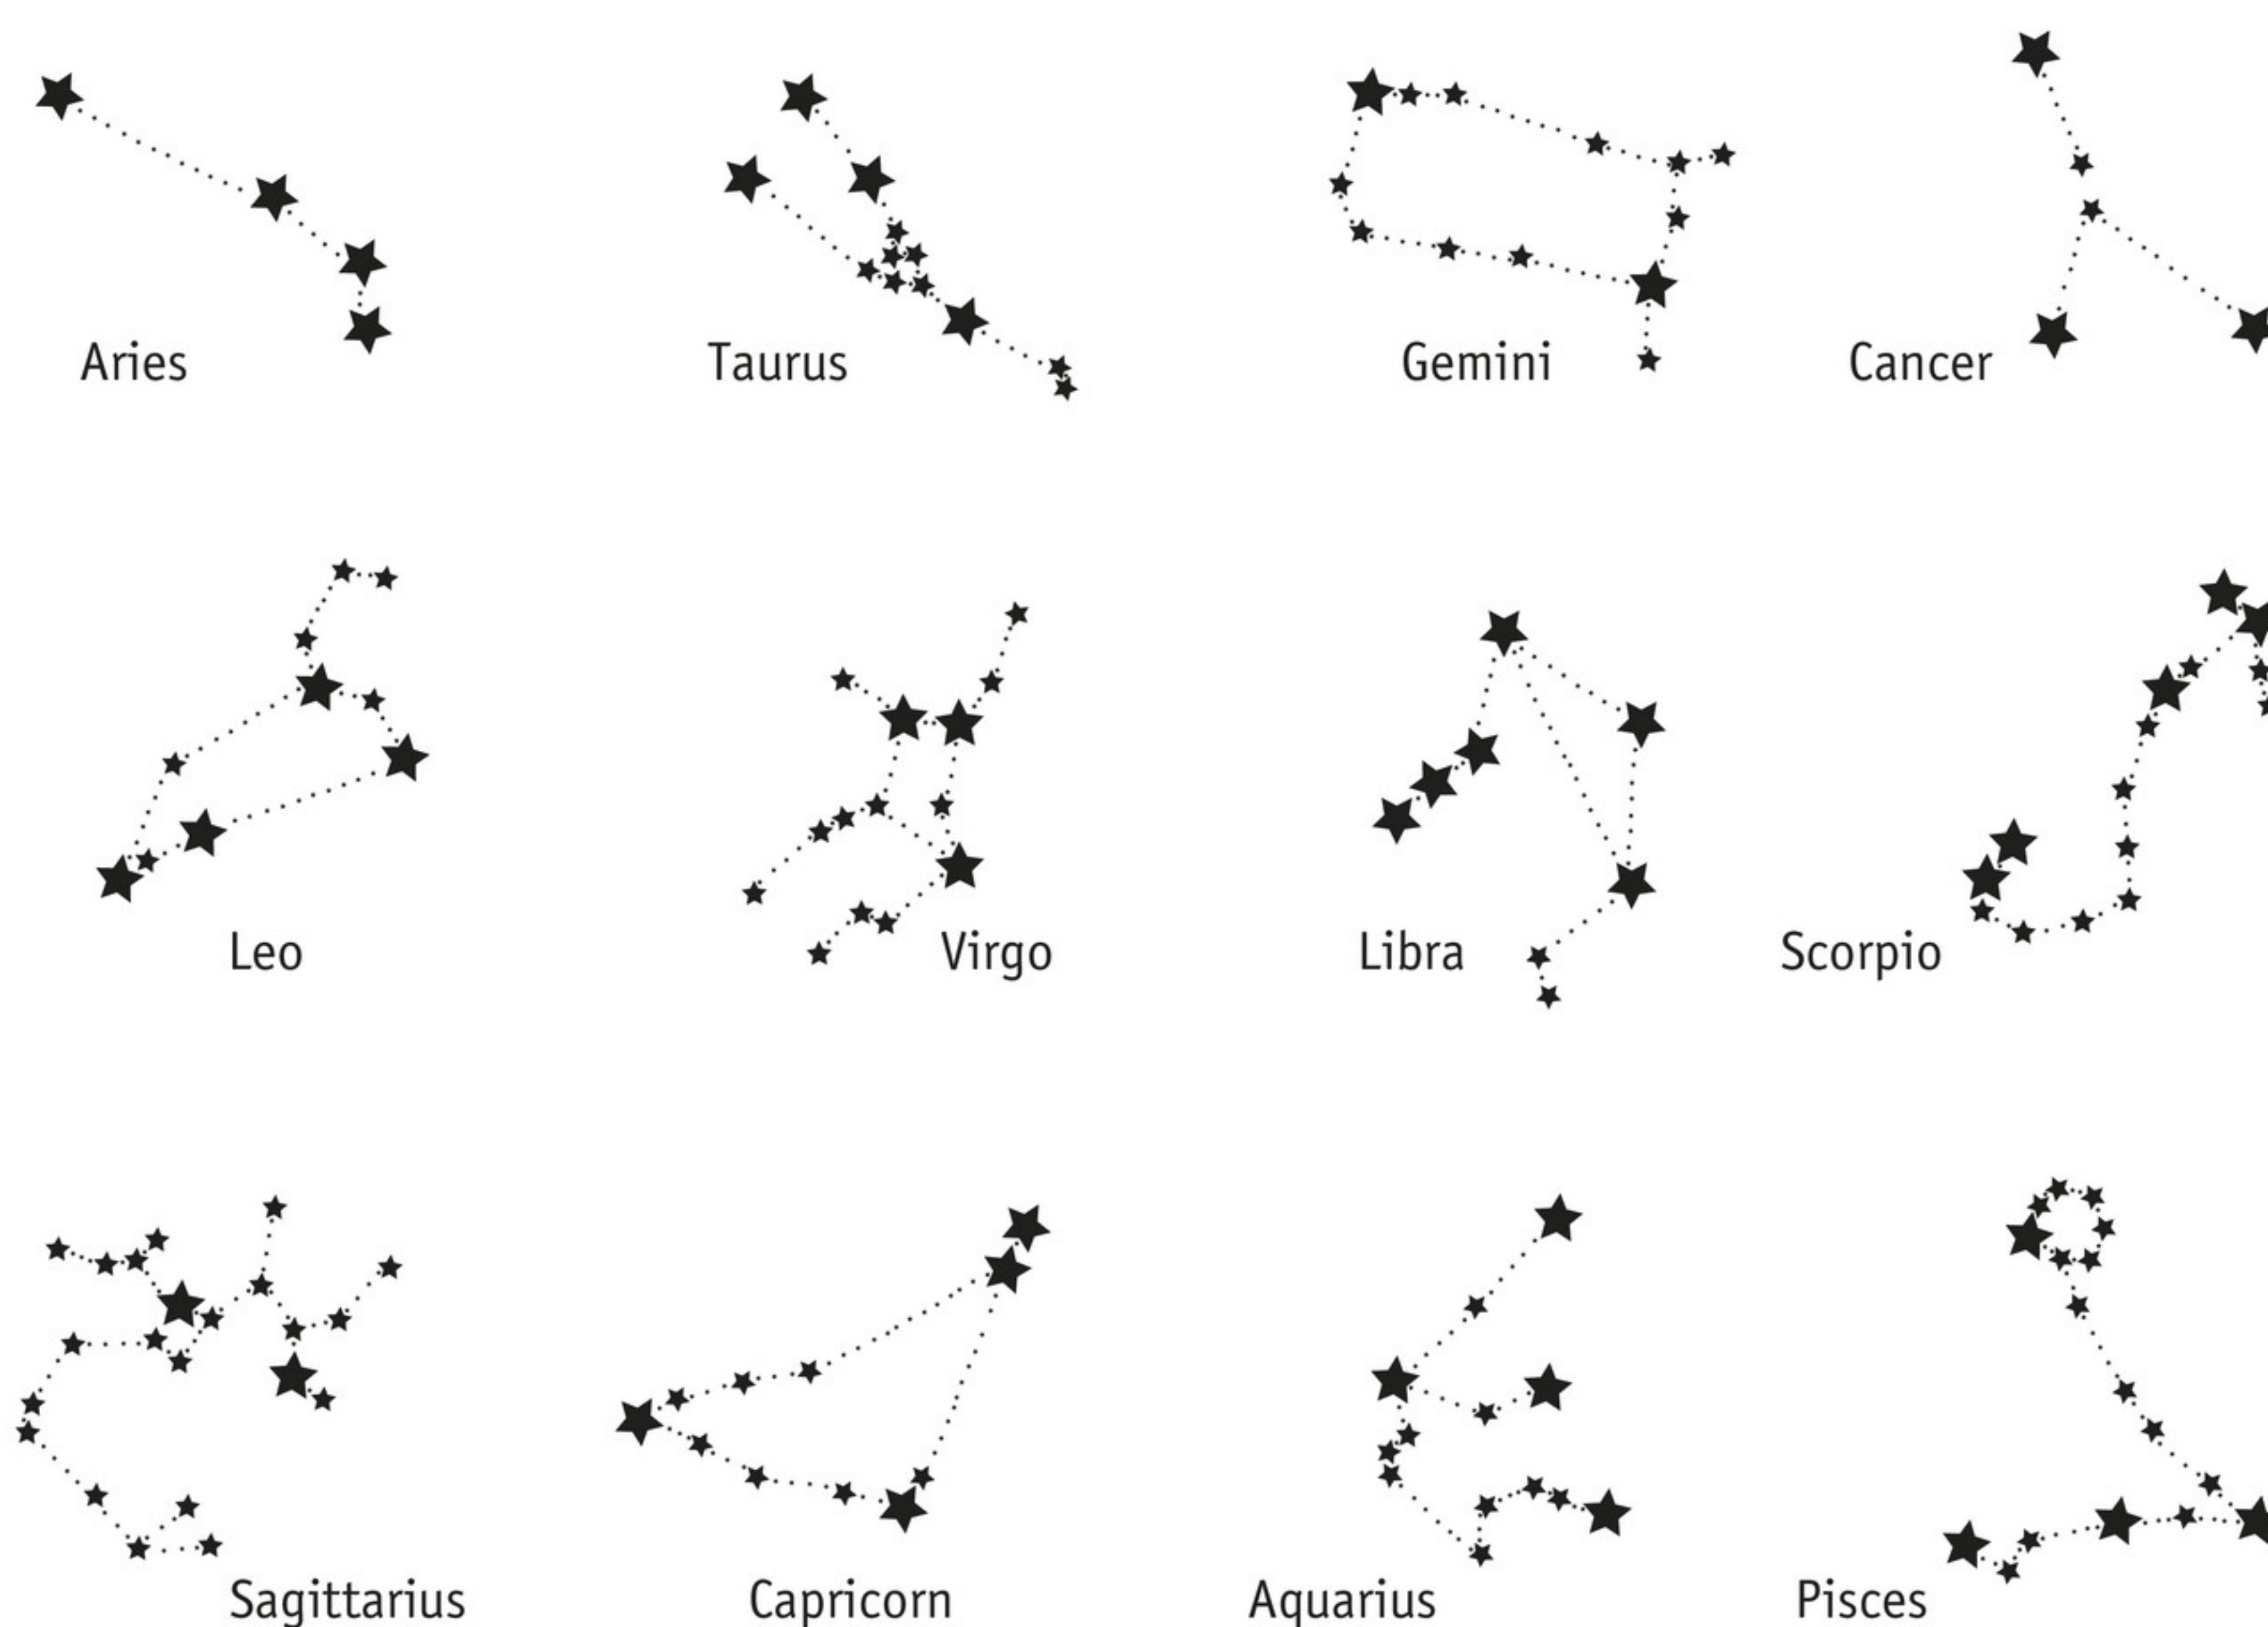 Aries
Taurus
Gemini
Cancer
Leo
Virgo
Libra
Scorpio
Sagittarius
Capricorn
Aquarius
Pisces